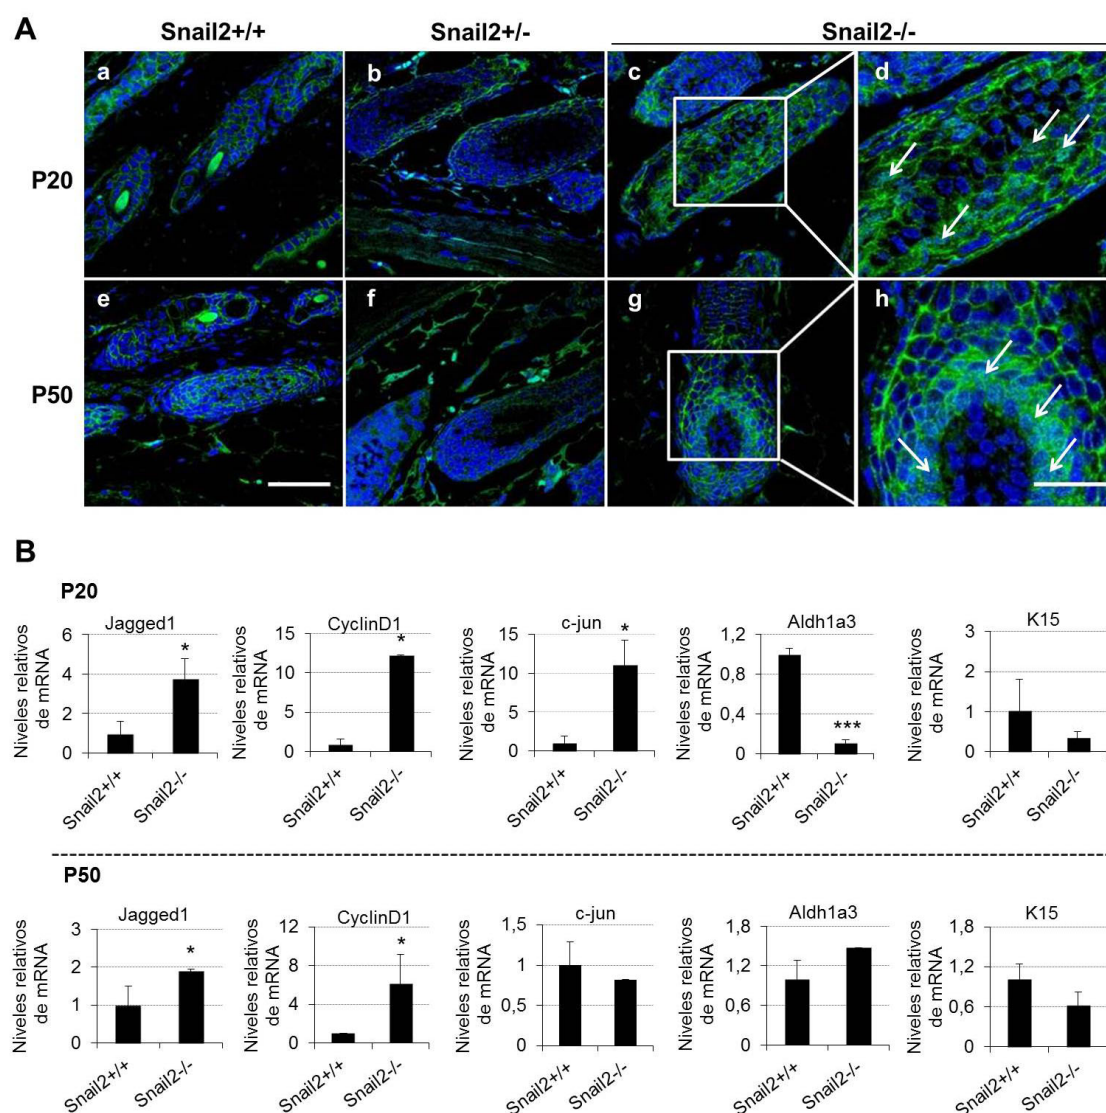 A
Snail2+/+
Snail2+/-
Snail2-/-
P20
a
b
c
d
P50
e
f
g
h
B
P20
Jagged1
Niveles relativos
de mRNA
6
4
2
0
*
Snail2+/+
Snail2-/-
CyclinD1
Niveles relativos
de mRNA
15
12
9
5
2
0
*
Snail2+/+
Snail2-/-
c-jun
Niveles relativos
de mRNA
15
10
5
0
*
Snail2+/+
Snail2-/-
Aldh1a3
Niveles relativos
de mRNA
1,2
0,8
0,4
0
***
Snail2+/+
Snail2-/-
K15
Niveles relativos
de mRNA
3
2
1
0
Snail2+/+
Snail2-/-
P50
Jagged1
Niveles relativos
de mRNA
3
2
1
0
*
Snail2+/+
Snail2-/-
CyclinD1
Niveles relativos
de mRNA
12
9
6
3
0
*
Snail2+/+
Snail2-/-
c-jun
Niveles relativos
de mRNA
1,5
1
0,5
0
Snail2+/+
Snail2-/-
Aldh1a3
Niveles relativos
de mRNA
1,8
1,2
0,6
0
Snail2+/+
Snail2-/-
K15
Niveles relativos
de mRNA
1,8
1,2
0,6
0
Snail2+/+
Snail2-/-